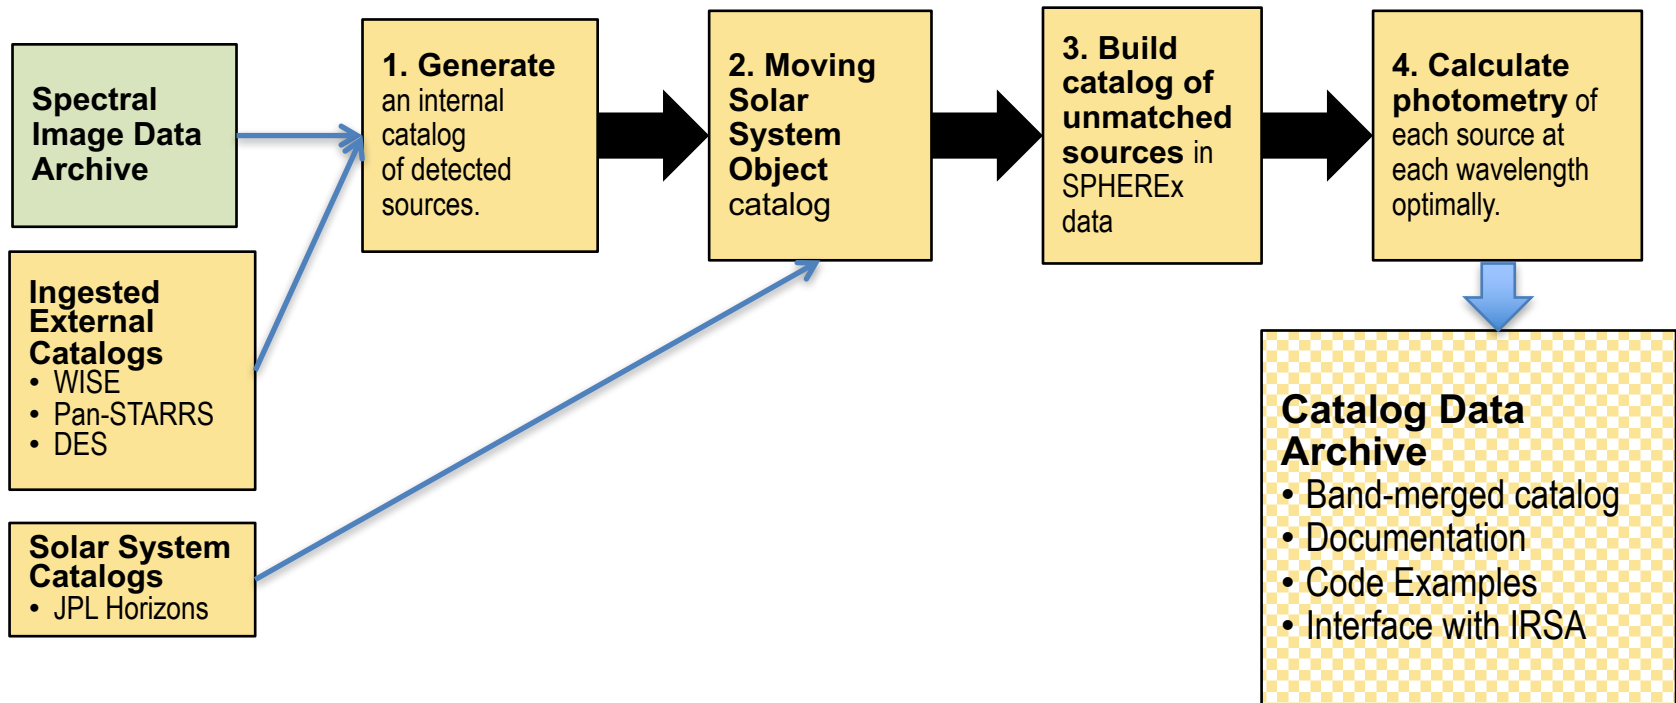 Spectral
Image Data
Archive
Ingested
External
Catalogs
• WISE
• Pan-STARRS
• DES
Solar System
Catalogs
• JPL Horizons
1. Generate
an internal
catalog
of detected
sources.
2. Moving
Solar
System
Object
catalog
3. Build
catalog of
unmatched
sources in
SPHEREx
data
4. Calculate
photometry of
each source at
each wavelength
optimally.
Catalog Data
Archive
• Band-merged catalog
• Documentation
• Code Examples
• Interface with IRSA